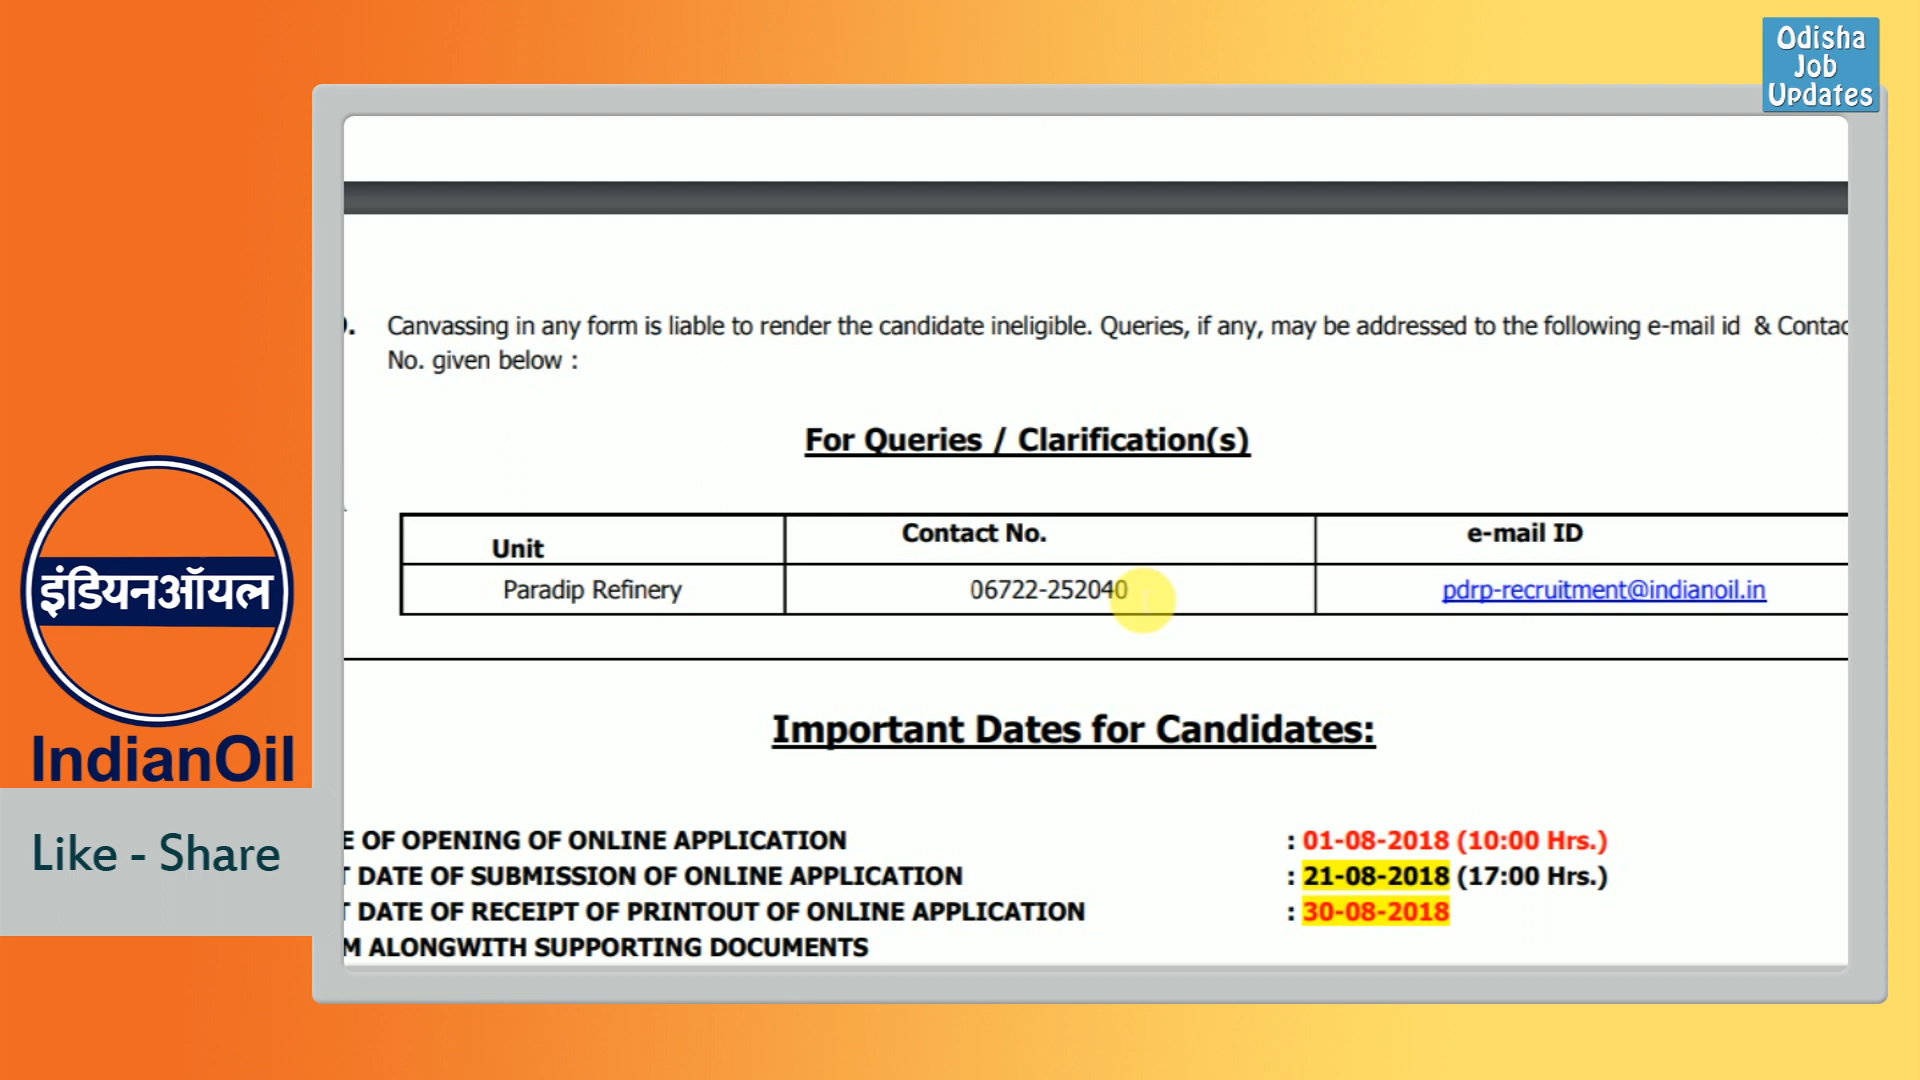 Odisha
Job
Updates
Canvassing in any form is liable to render the candidate ineligible. Queries, if any, may be addressed to the following e-mail id & Contac
No. given below :
For Queries / Clarification(s)
Unit Contact No. e-mail ID
Paradip Refinery 06722-252040 pdrp-recruitment@indianoil.in
इंडियनऑयल
IndianOil
Like - Share
Important Dates for Candidates:
E OF OPENING OF ONLINE APPLICATION : 01-08-2018 (10:00 Hrs.)
T DATE OF SUBMISSION OF ONLINE APPLICATION : 21-08-2018 (17:00 Hrs.)
T DATE OF RECEIPT OF PRINTOUT OF ONLINE APPLICATION : 30-08-2018
M ALONGWITH SUPPORTING DOCUMENTS